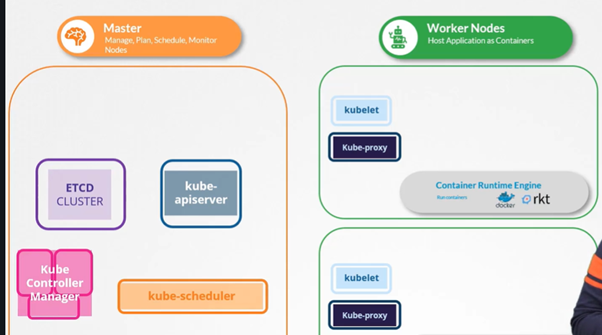 Master
Manage, Plan, Schedule, Monitor
Nodes
Worker Nodes
Host Application as Containers
ETCD
CLUSTER
kube-
apiserver
Kube
Controller
Manager
kube-scheduler
kubelet
Kube-proxy
Container Runtime Engine
Run containers
docker
rkt
kubelet
Kube-proxy